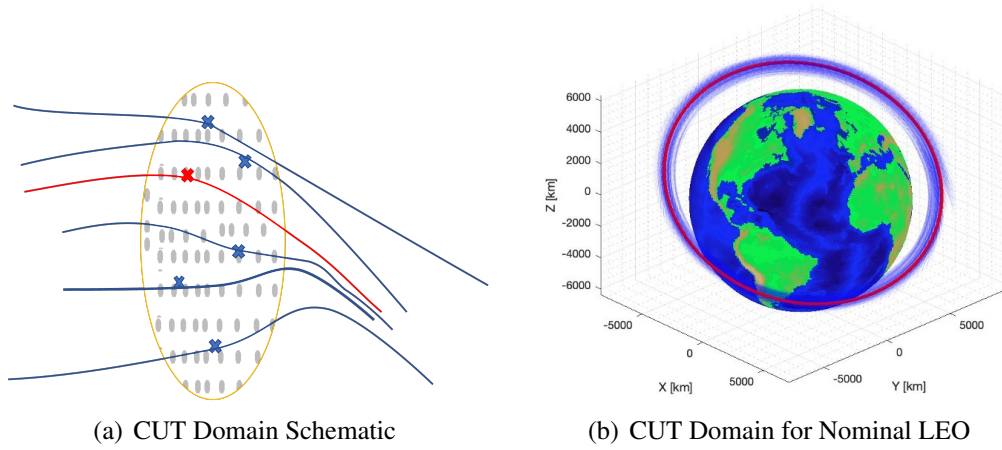 6000
4000
2000
0
-2000
-4000
-6000
Z [km]
-5000
0
5000
X [km]
-5000
0
5000
Y [km]
(a) CUT Domain Schematic
(b) CUT Domain for Nominal LEO